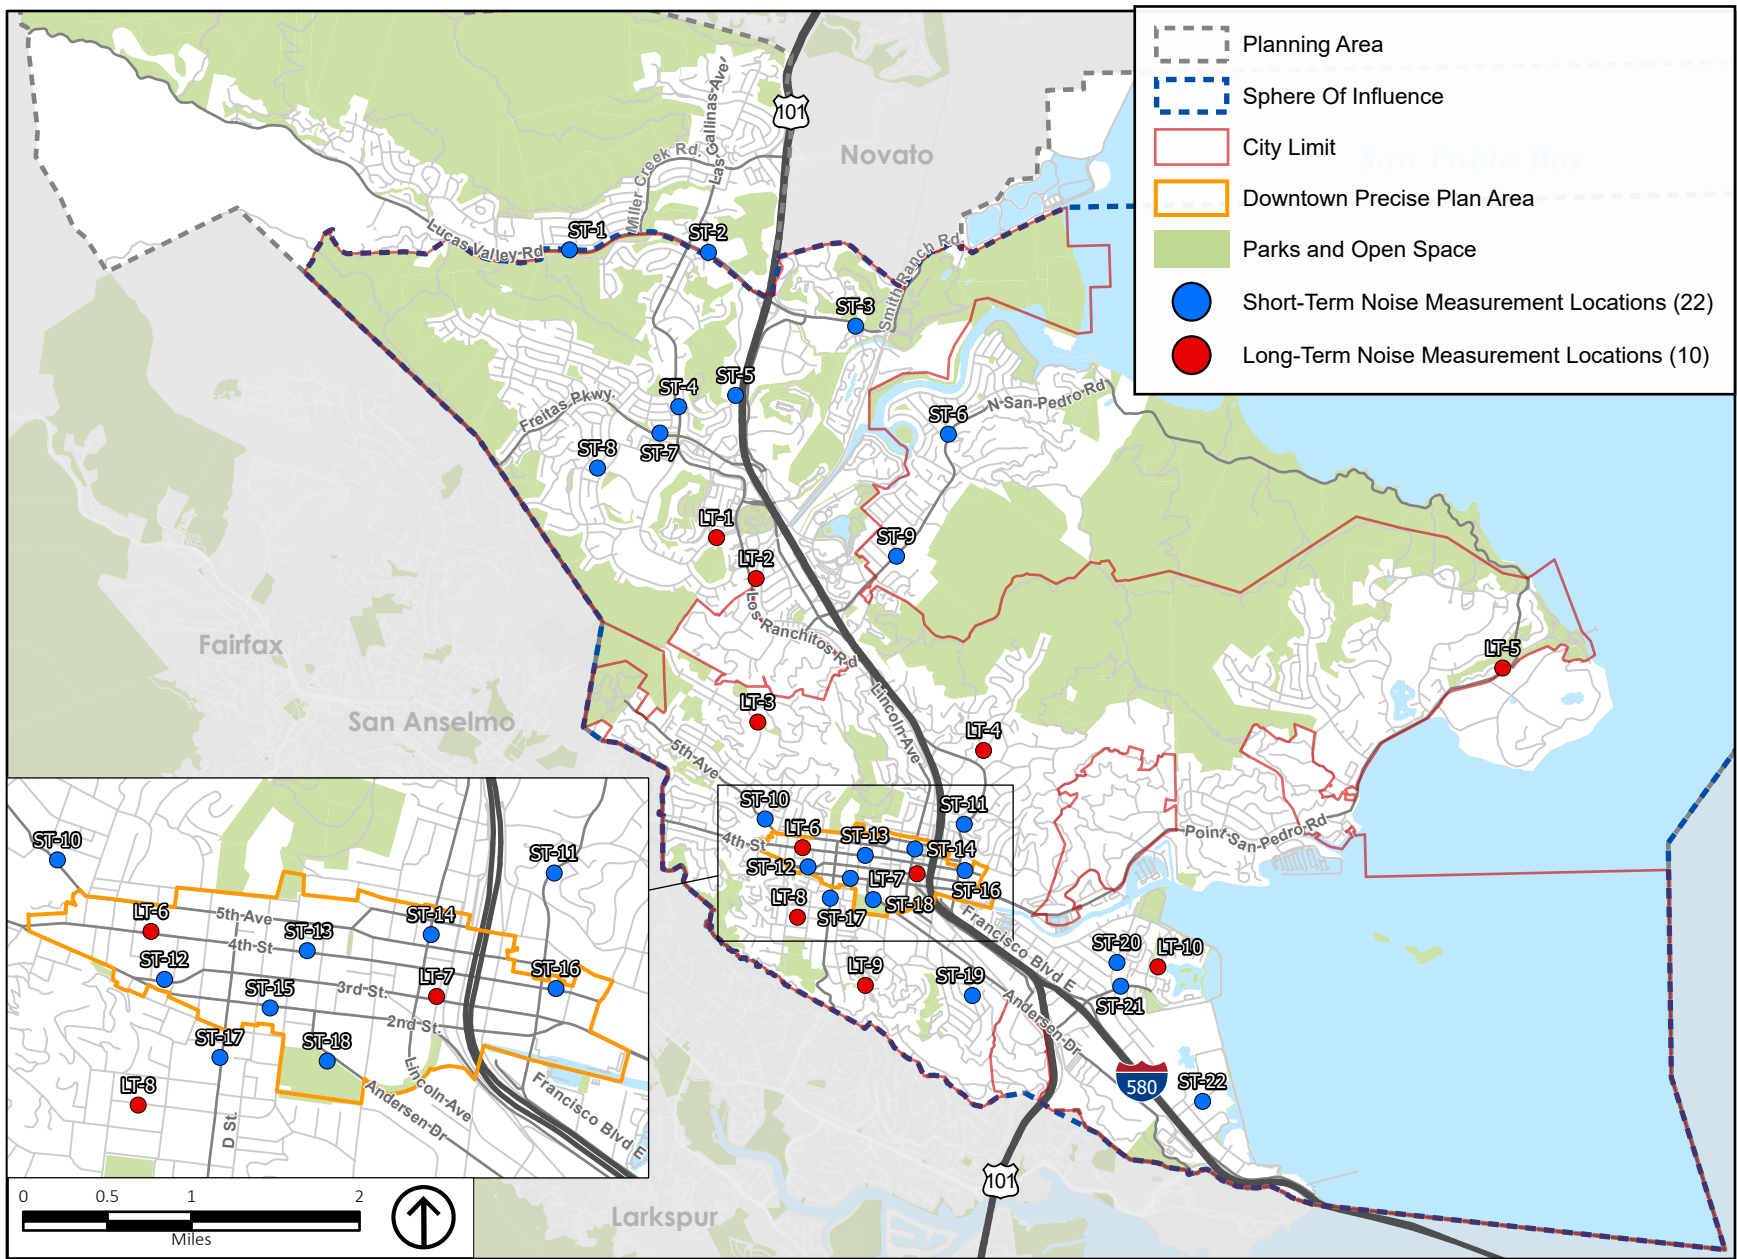 Planning Area
Sphere Of Influence
City Limit
Downtown Precise Plan Area
Parks and Open Space
Short-Term Noise Measurement Locations (22)
Long-Term Noise Measurement Locations (10)
San Pablo Bay
101
Novato
Las Gallinas Ave
Miller Creek Rd
Lucas Valley Rd
Smith Ranch Rd.
ST-1
ST-2
ST-3
ST-4
ST-5
ST-6
N San Pedro Rd
Freitas Pkwy.
ST-7
ST-8
LT-1
LT-2
ST-9
Los Ranchitos Rd
Fairfax
San Anselmo
LT-3
Lincoln Ave
LT-4
LT-5
5th Ave
4th St
ST-10
LT-6
ST-13
ST-11
ST-14
ST-12
LT-7
ST-16
LT-8
ST-17
ST-18
Point San Pedro Rd
Francisco Blvd E
LT-9
ST-19
Andersen Dr
ST-20
LT-10
ST-21
580
ST-22
101
Larkspur
ST-10
ST-11
LT-6
5th Ave
4th St
ST-13
ST-14
ST-12
3rd St.
LT-7
ST-16
ST-15
2nd St.
ST-17
ST-18
LT-8
D St.
Lincoln Ave
Andersen Dr
Francisco Blvd E
0 0.5 1 2
Miles